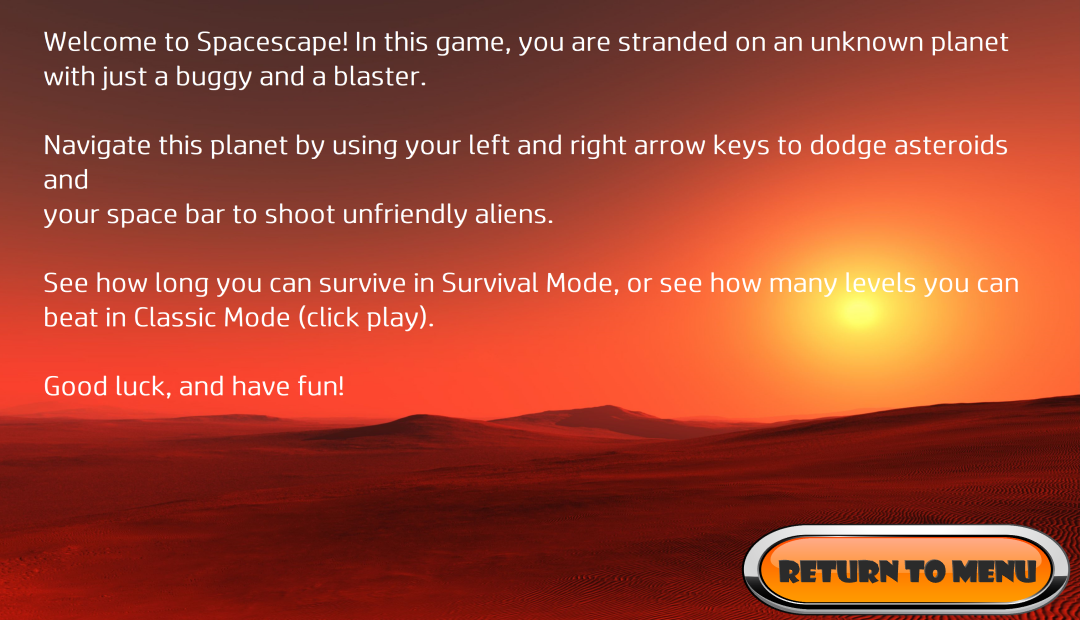 Welcome to Spacescape! In this game, you are stranded on an unknown planet
with just a buggy and a blaster.
Navigate this planet by using your left and right arrow keys to dodge asteroids
and
your space bar to shoot unfriendly aliens.
See how long you can survive in Survival Mode, or see how many levels you can
beat in Classic Mode (click play).
Good luck, and have fun!
RETURN TO MENU